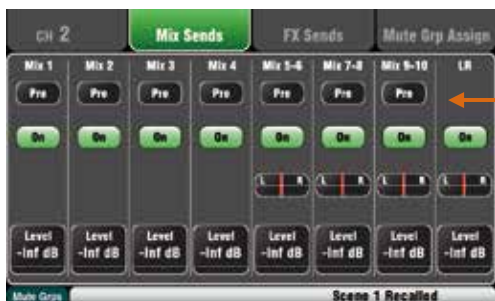 CH 2 Mix Sends FX Sends Mute Grp Assign
Mix 1 Mix 2 Mix 3 Mix 4 Mix 5-6 Mix 7-8 Mix 9-10 LR
Pre Pre Pre Pre Pre Pre Pre
On On On On On On On On
L R L R L R L R
Level Level Level Level Level Level Level Level
-Inf dB -Inf dB -Inf dB -Inf dB -Inf dB -Inf dB -Inf dB -Inf dB
Mute Grps Scene 1 Recalled